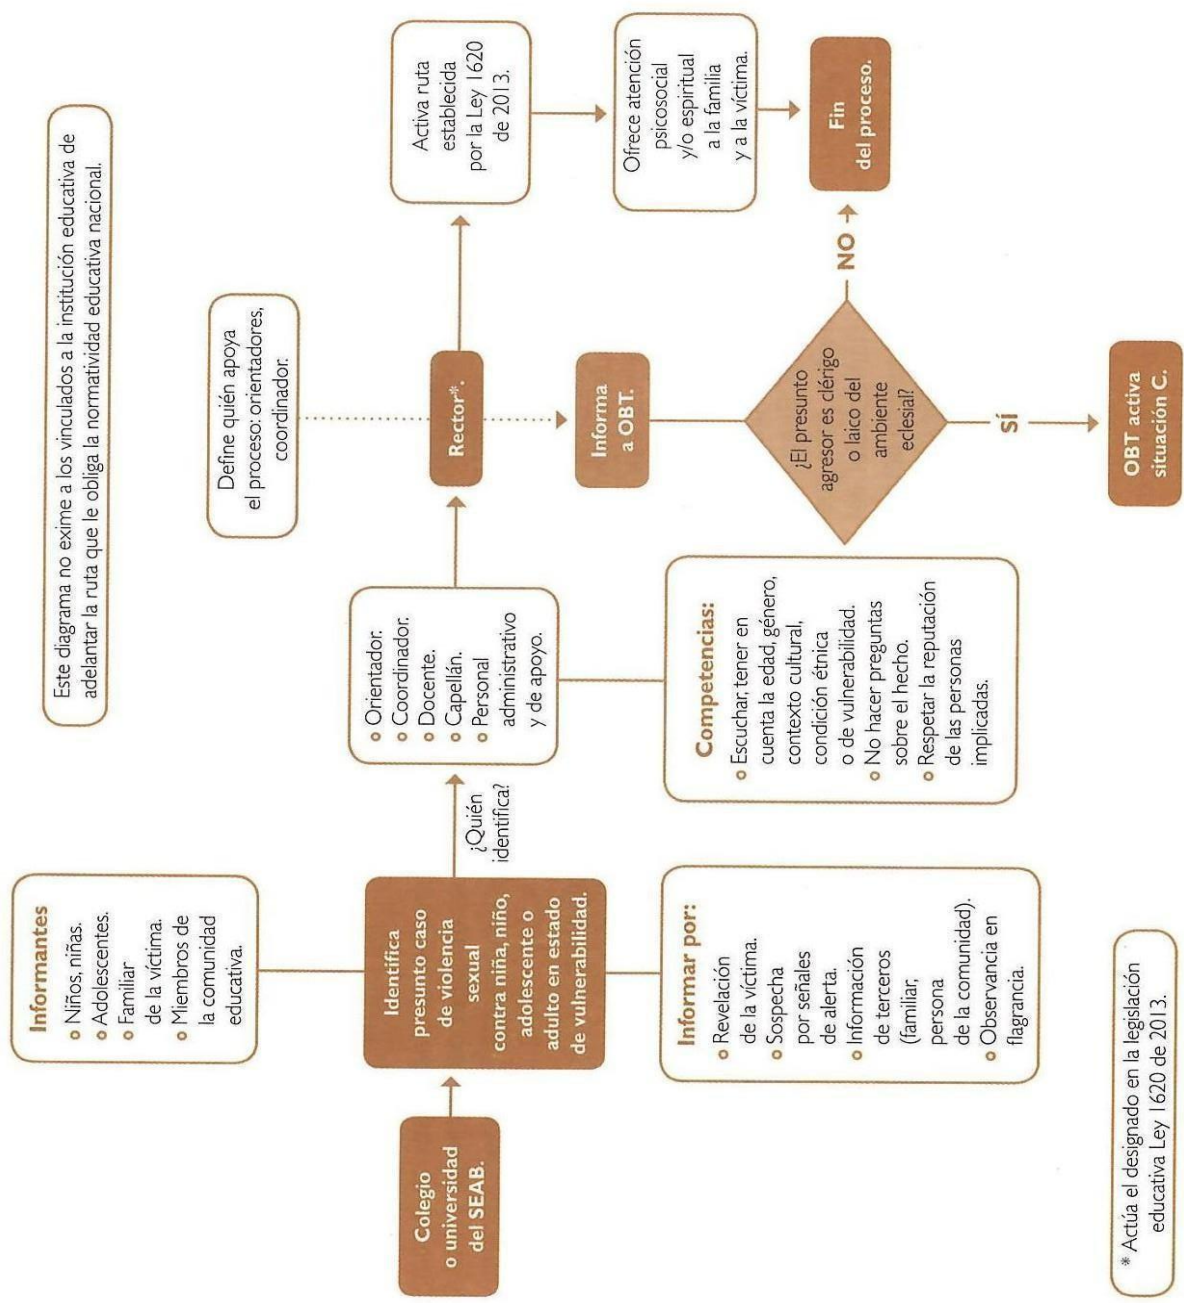 Este diagrama no exime a los vinculados a la institución educativa de
adelantar la ruta que le obliga la normatividad educativa nacional.
Informantes
Niños, niñas.
Adolescentes.
Familiar
de la víctima.
Miembros de
la comunidad
educativa.
Colegio
o universidad
del SEAB.
Identifica
presunto caso
de violencia
sexual
contra niña, niño,
adolescente o
adulto en estado
de vulnerabilidad.
Informar por:
Revelación
de la víctima.
Sospecha
por señales
de alerta.
Información
de terceros
(familiar,
persona
de la comunidad).
Observancia en
flagrancia.
¿Quién
identifica?
Orientador.
Coordinador.
Docente.
Capellán.
Personal
administrativo
y de apoyo.
Competencias:
Escuchar, tener en
cuenta la edad, género,
contexto cultural,
condición étnica
o de vulnerabilidad.
No hacer preguntas
sobre el hecho.
Respetar la reputación
de las personas
implicadas.
Define quién apoya
el proceso: orientadores,
coordinador.
Rector*.
Informa
a OBT.
¿El presunto
agresor es clérigo
o laico del
ambiente
eclesial?
SÍ
OBT activa
situación C.
NO
Activa ruta
establecida
por la Ley 1620
de 2013.
Ofrece atención
psicosocial
y/o espiritual
a la familia
y a la víctima.
Fin
del proceso.
* Actúa el designado en la legislación
educativa Ley 1620 de 2013.